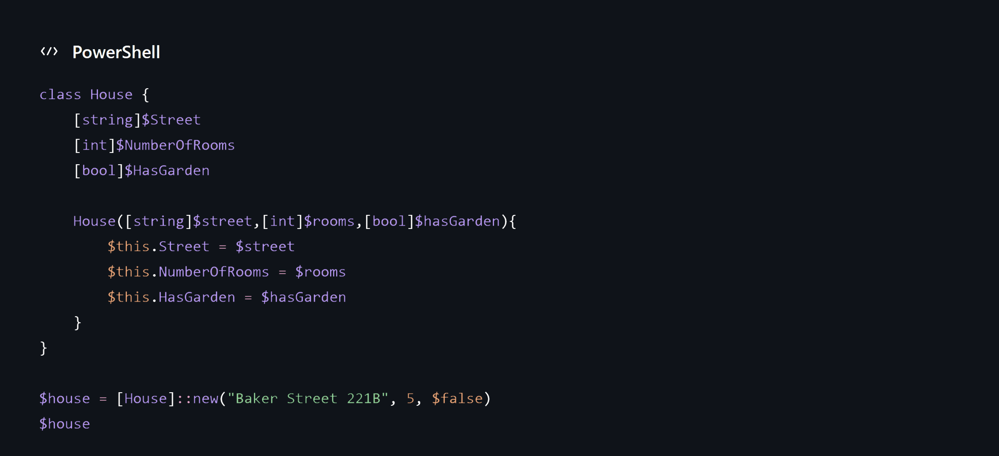 </> PowerShell
class House {
    [string]$Street
    [int]$NumberOfRooms
    [bool]$HasGarden

    House([string]$street,[int]$rooms,[bool]$hasGarden){
        $this.Street = $street
        $this.NumberOfRooms = $rooms
        $this.HasGarden = $hasGarden
    }
}

$house = [House]::new("Baker Street 221B", 5, $false)
$house